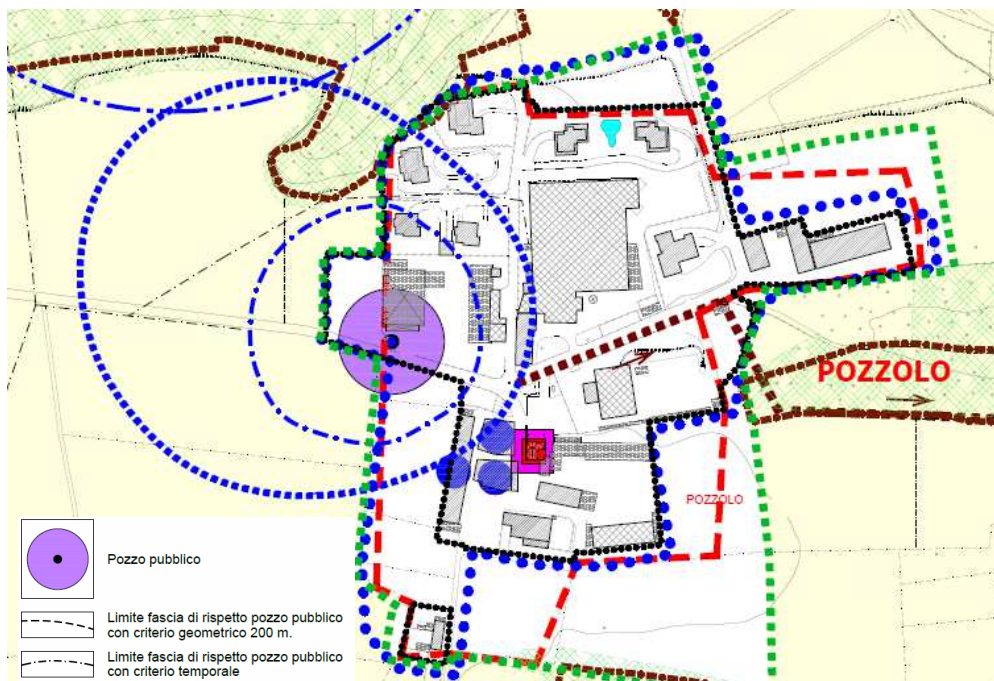 POZZOLO
POZZOLO
Pozzo pubblico
Limite fascia di rispetto pozzo pubblico
con criterio geometrico 200 m.
Limite fascia di rispetto pozzo pubblico
con criterio temporale